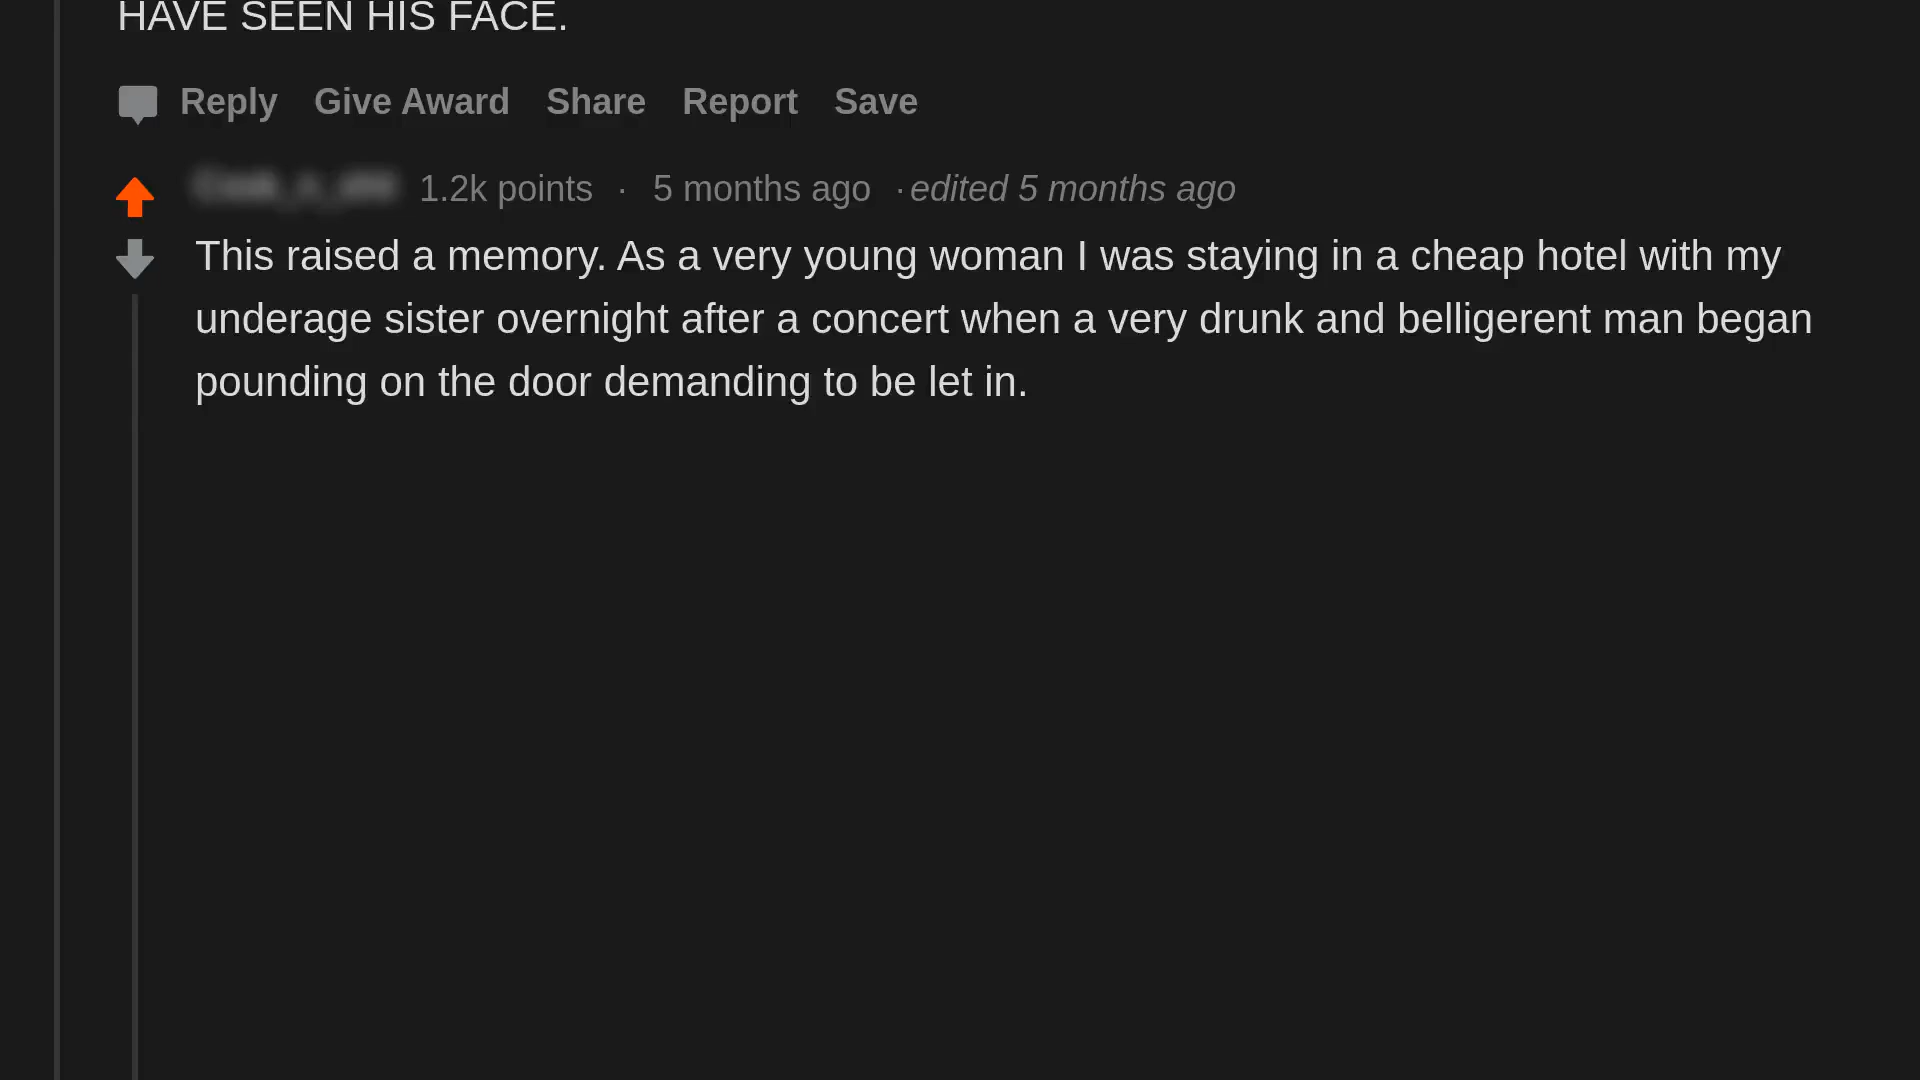 HAVE SEEN HIS FACE.
Reply Give Award Share Report Save
1.2k points · 5 months ago · edited 5 months ago
This raised a memory. As a very young woman I was staying in a cheap hotel with my
underage sister overnight after a concert when a very drunk and belligerent man began
pounding on the door demanding to be let in.